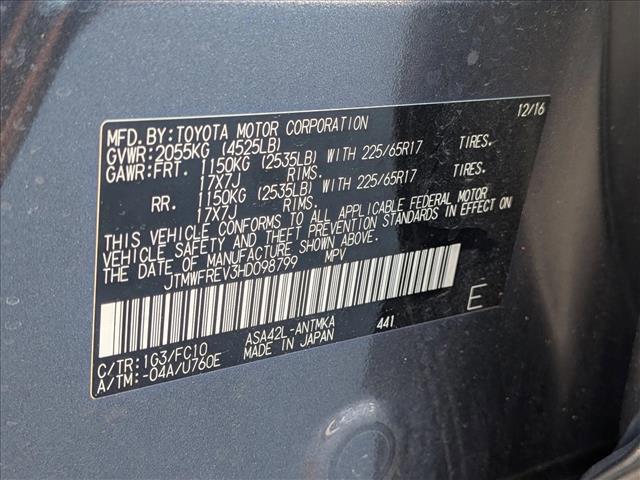 12/16
MFD. BY: TOYOTA MOTOR CORPORATION
GVWR: 2055KG (4525LB)
GAWR: FRT. 1150KG (2535LB) WITH 225/65R17 TIRES.
17X7J RIMS.
RR. 1150KG (2535LB) WITH 225/65R17 TIRES.
17X7J RIMS.
THIS VEHICLE CONFORMS TO ALL APPLICABLE FEDERAL MOTOR
VEHICLE SAFETY AND THEFT PREVENTION STANDARDS IN EFFECT ON
THE DATE OF MANUFACTURE SHOWN ABOVE.
JTMWFREV3HD098799 MPV
E
C/TR: 1G3/FC10 ASA42L-ANTMKA 441
A/TM: -04A/U760E MADE IN JAPAN